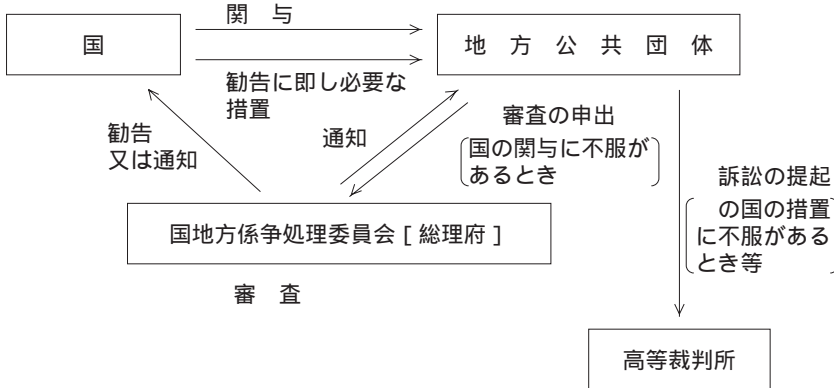 関 与
国
地 方 公 共 団 体
勧告に即し必要な
措置
勧告
又は通知
通知
審査の申出
国の関与に不服が
あるとき
訴訟の提起
の国の措置
に不服がある
とき等
国地方係争処理委員会 [ 総理府 ]
審 査
高等裁判所